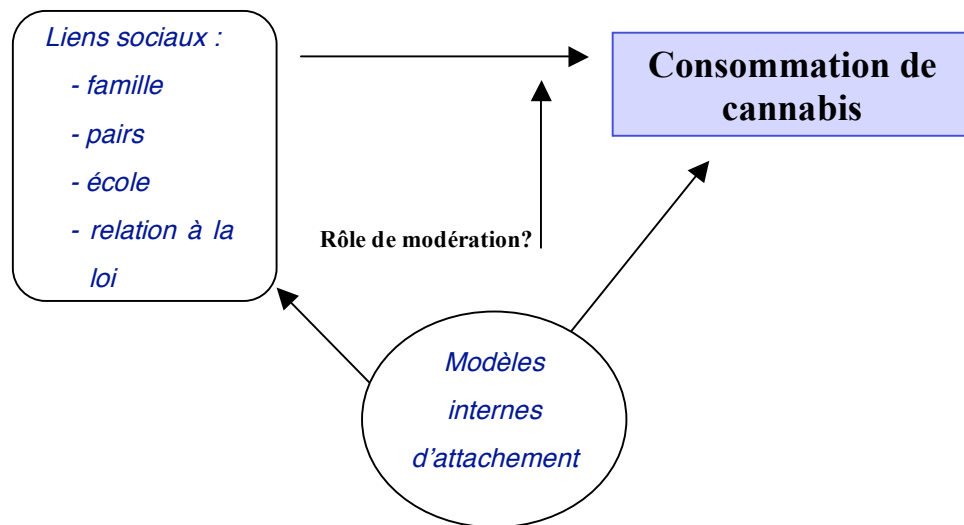 Liens sociaux :
- famille
- pairs
- école
- relation à la
loi
Consommation de
cannabis
Rôle de modération?
Modèles
internes
d'attachement